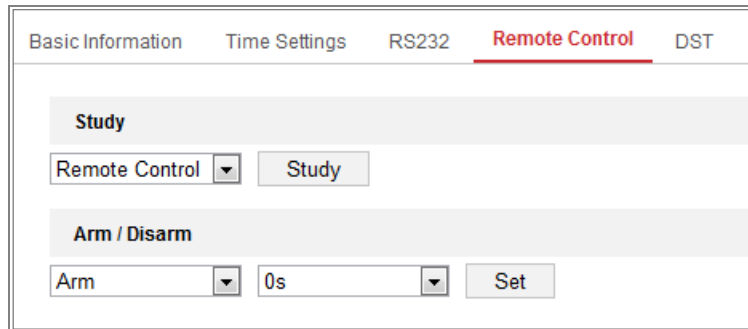 Basic Information Time Settings RS232 Remote Control DST
Study
Remote Control Study
Arm / Disarm
Arm 0s Set